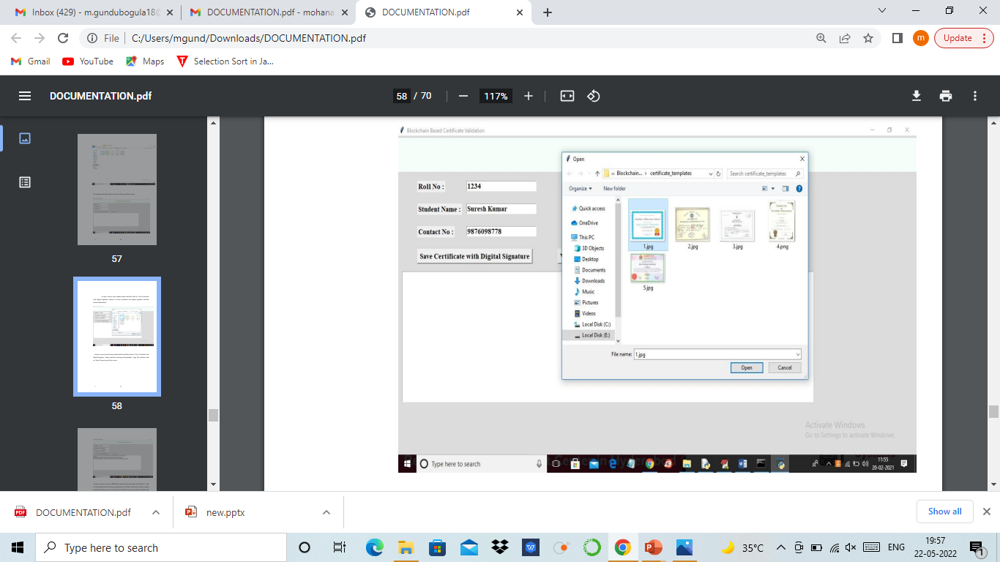 Inbox (429) - m.gundubogula18@
DOCUMENTATION.pdf - mohana
DOCUMENTATION.pdf
File
C:/Users/mgund/Downloads/DOCUMENTATION.pdf
m
Update
Gmail
YouTube
Maps
Selection Sort in Ja...
DOCUMENTATION.pdf
58 / 70
117%
57
58
Blockchain Based Certificate Validation
Roll No :
1234
Student Name :
Suresh Kumar
Contact No :
9876098778
Save Certificate with Digital Signature
Open
« Blockchain... › certificate_templates
Search certificate_templates
Organize
New folder
Quick access
OneDrive
This PC
3D Objects
Desktop
Documents
Downloads
Music
Pictures
Videos
Local Disk (C:)
Local Disk (E:)
1.jpg
2.jpg
3.jpg
4.png
5.jpg
File name:
1.jpg
Open
Cancel
Activate Windows
Go to Settings to activate Windows.
Type here to search
11:55
20-02-2021
DOCUMENTATION.pdf
new.pptx
Show all
Type here to search
35°C
ENG
19:57
22-05-2022
1